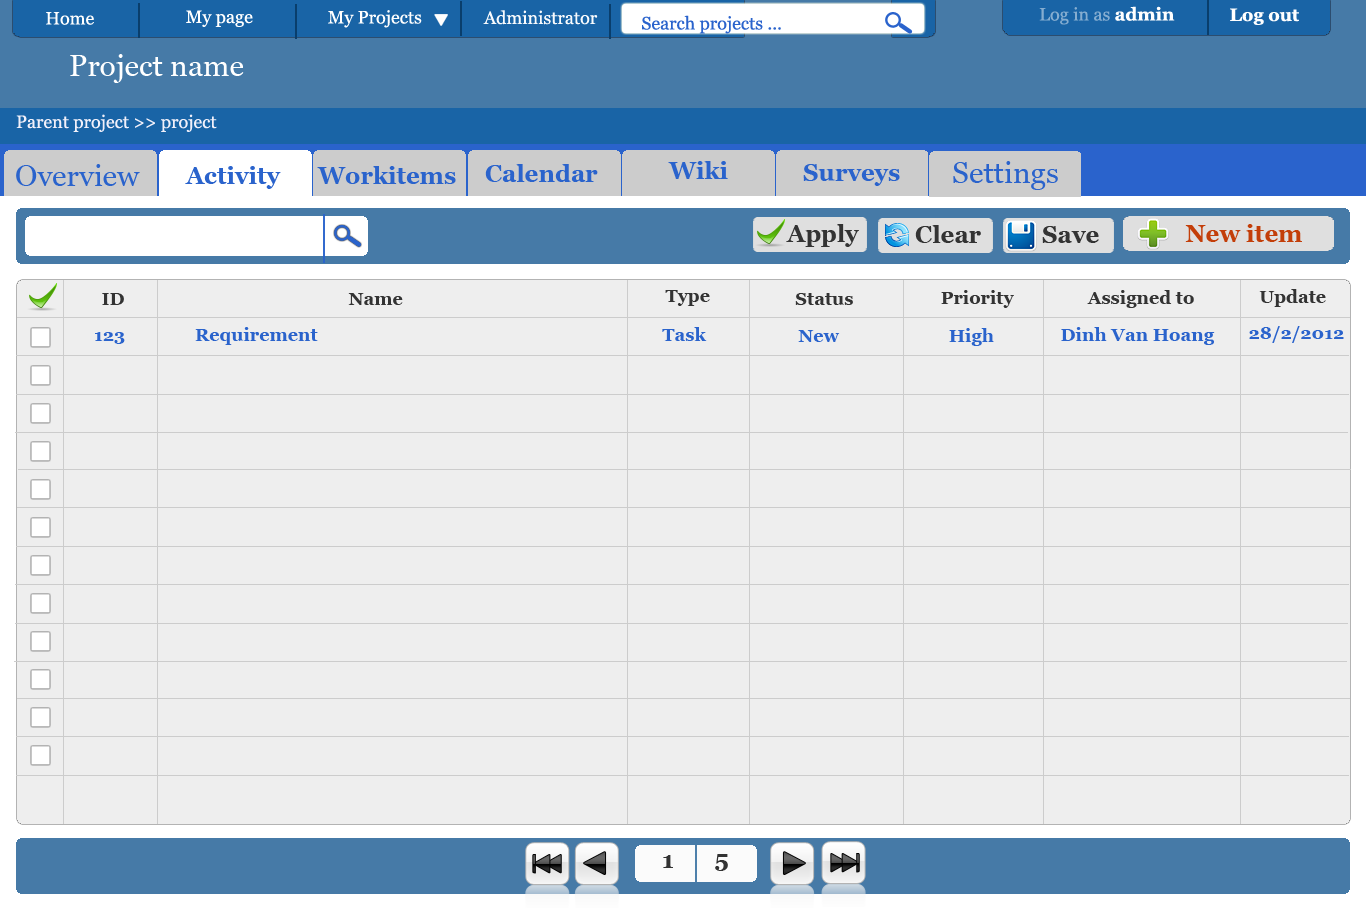 Home My page My Projects Administrator Search projects ... Log in as admin Log out
Project name
Parent project >> project
Overview Activity Workitems Calendar Wiki Surveys Settings
Apply Clear Save New item
ID Name Type Status Priority Assigned to Update
123 Requirement Task New High Dinh Van Hoang 28/2/2012
1 5